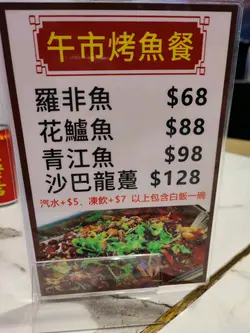 午市烤魚餐
羅非魚 $68
花鱸魚 $88
青江魚 $98
沙巴龍躉 $128
汽水+$5、凍飲+$7 以上包含白飯一碗